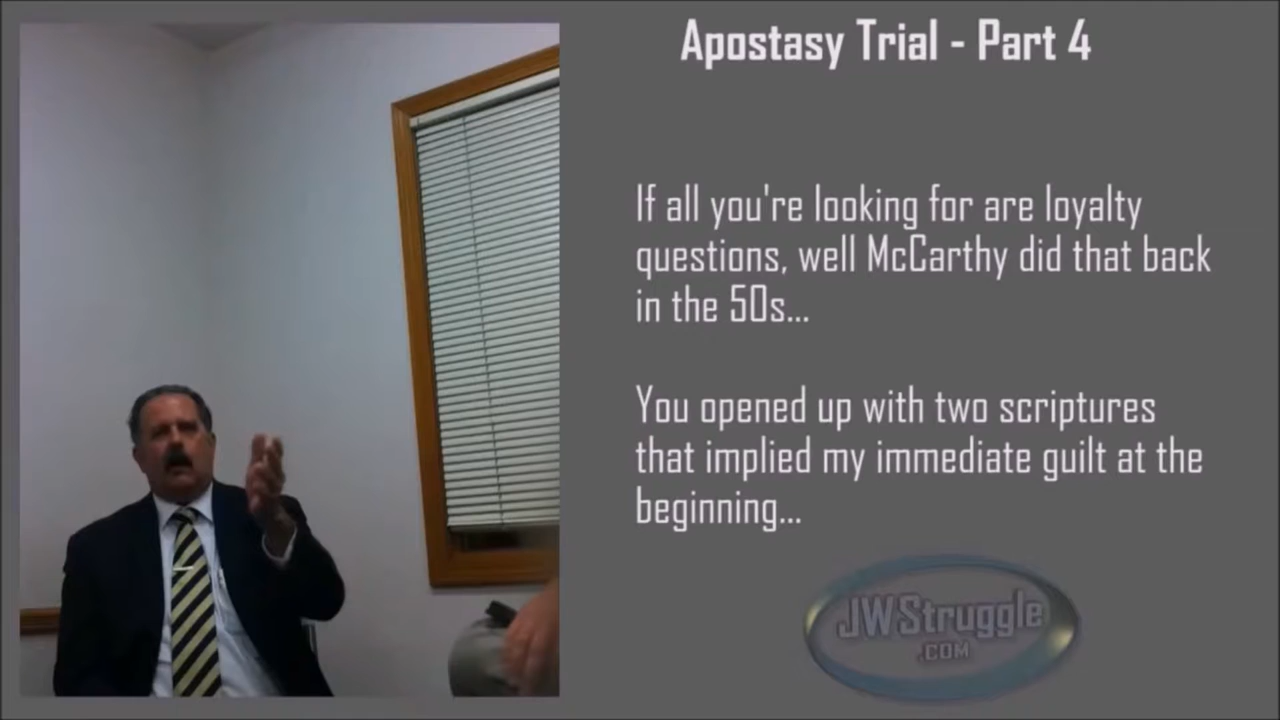 Apostasy Trial - Part 4
If all you're looking for are loyalty
questions, well McCarthy did that back
in the 50s...
You opened up with two scriptures
that implied my immediate guilt at the
beginning...
JWStruggle
.COM